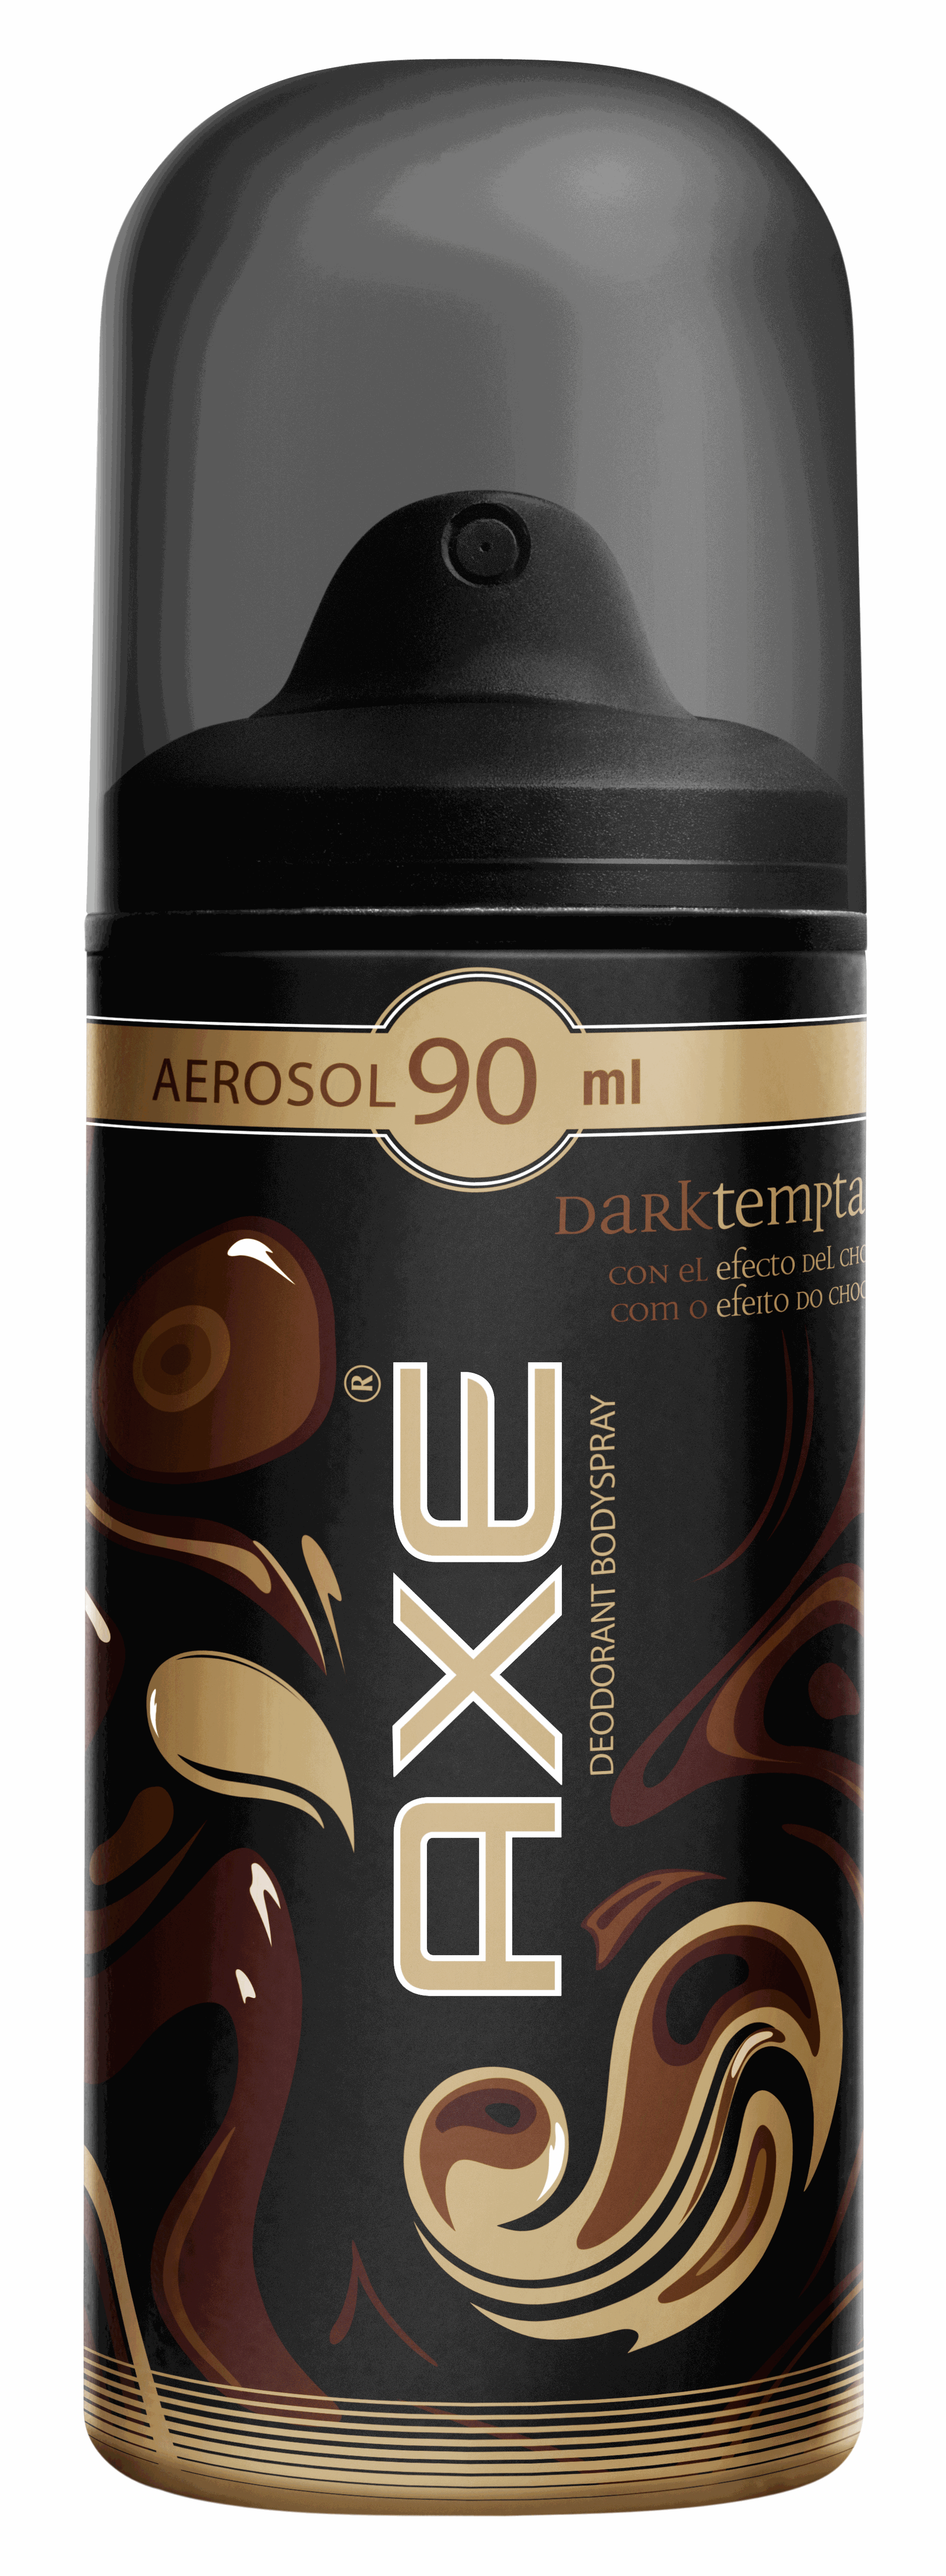 AEROSOL 90 ml
Darktempta
CON el efecto Del CHO
com o efeito DO CHOC
®
AXE
DEODORANT BODYSPRAY